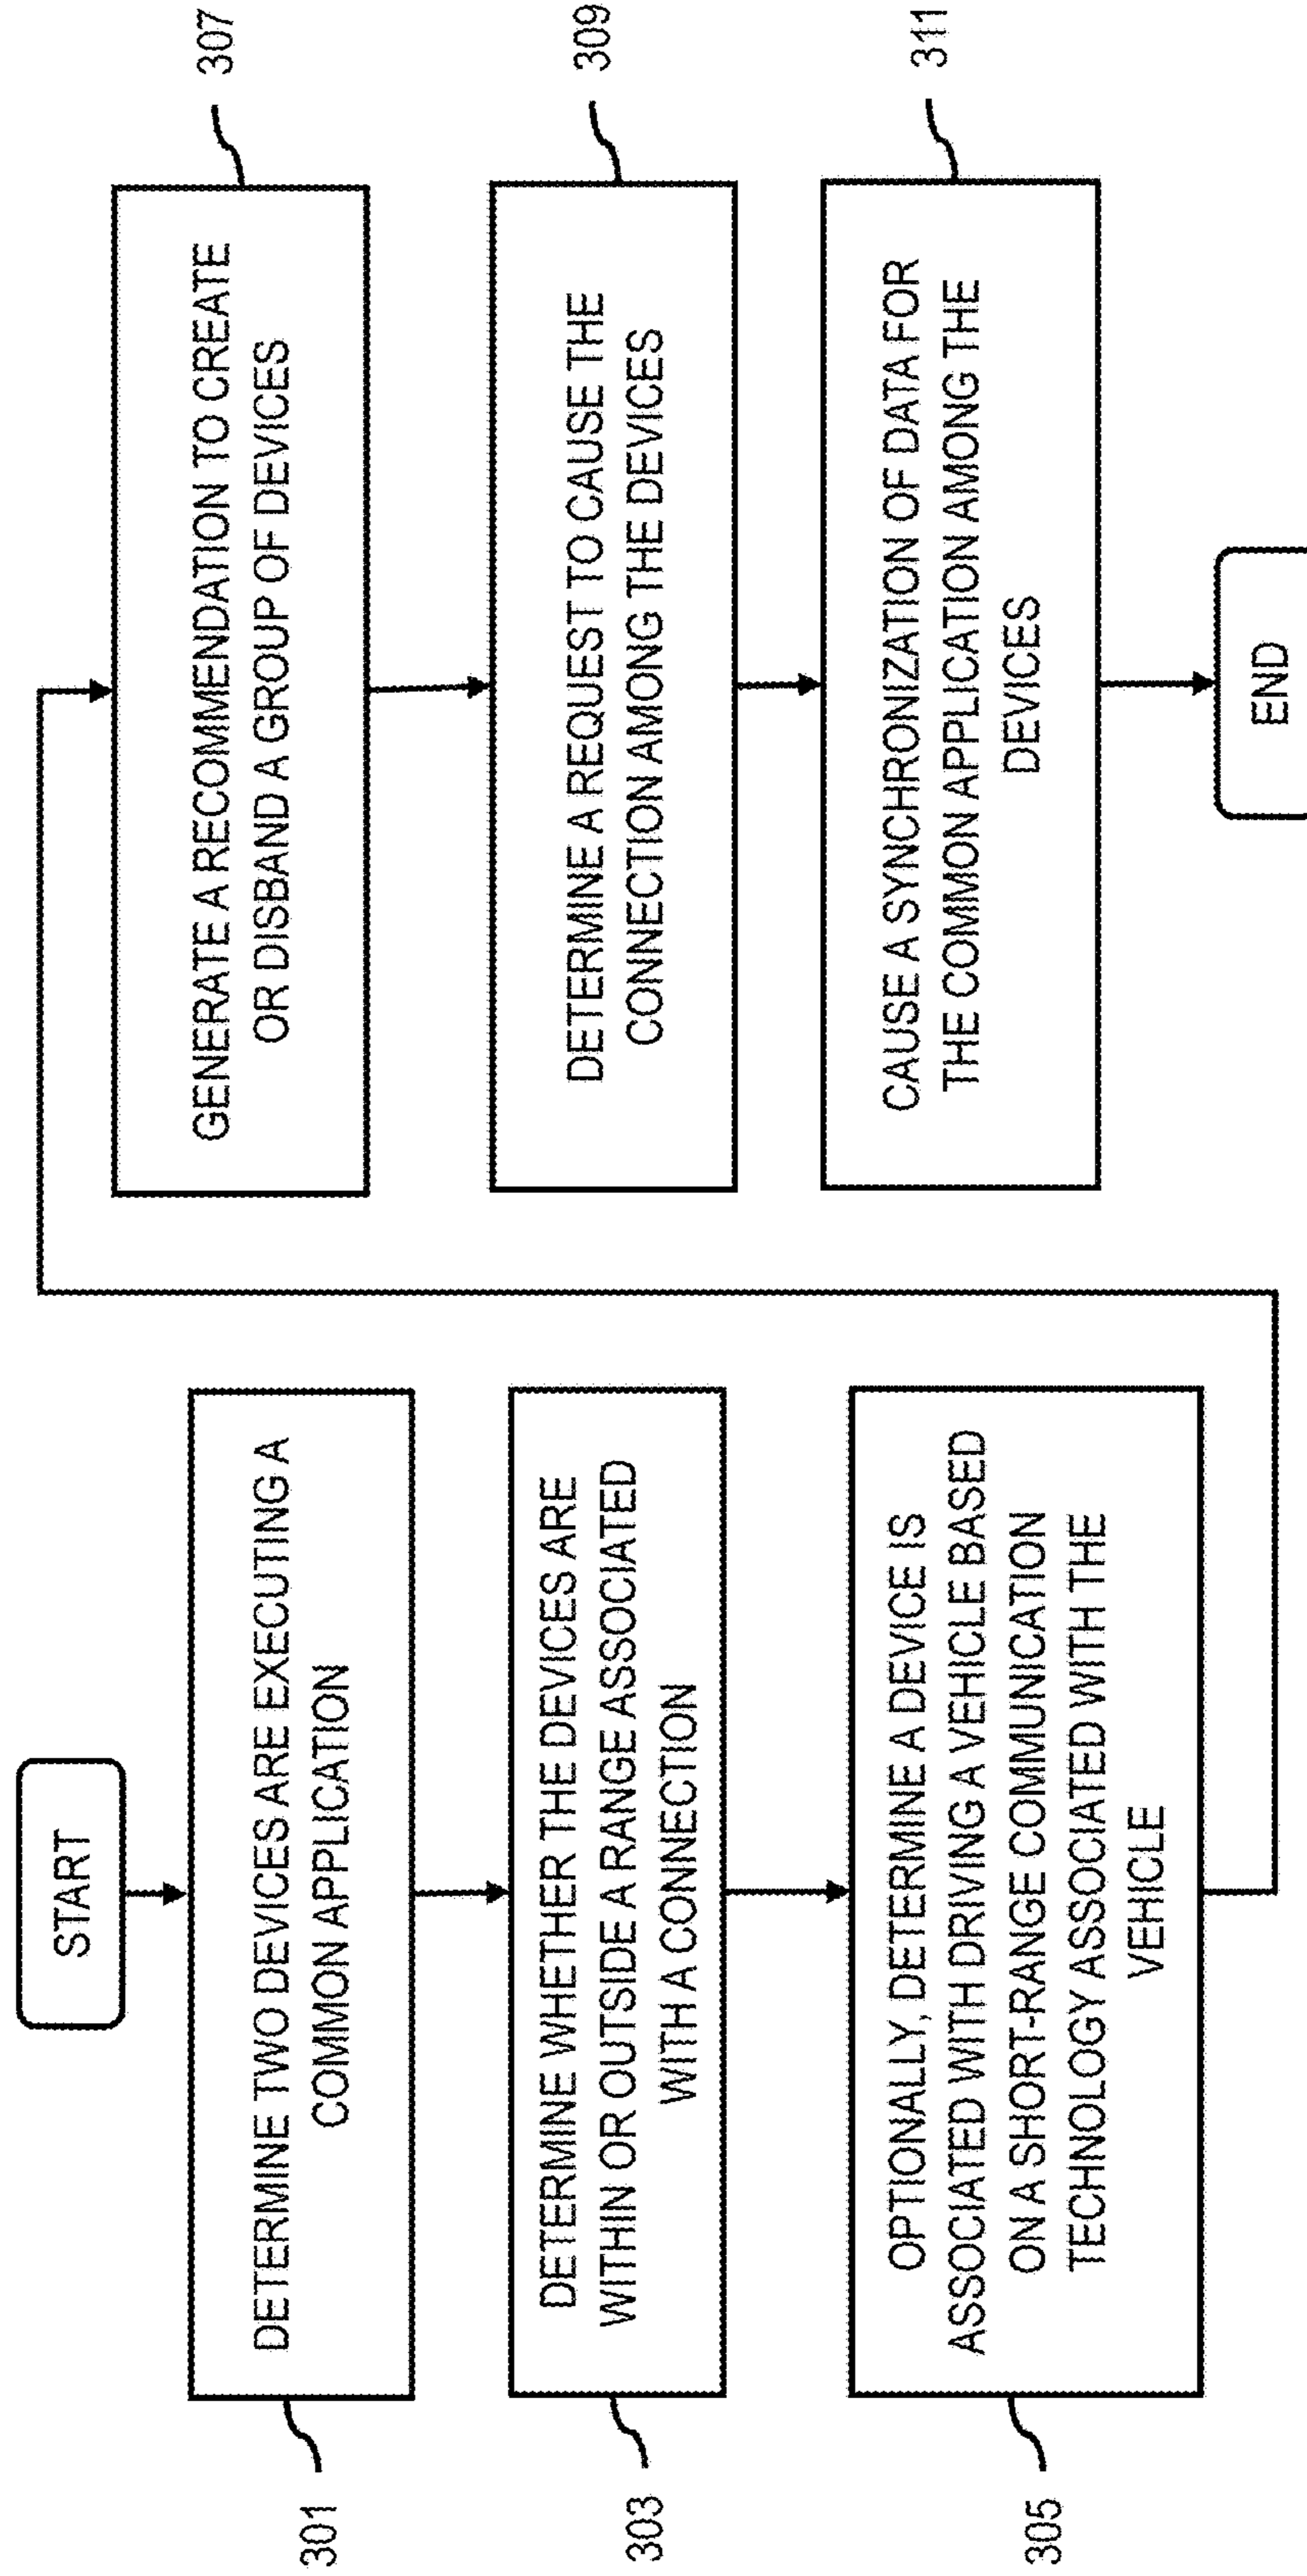 START
DETERMINE TWO DEVICES ARE EXECUTING A
COMMON APPLICATION
301
DETERMINE WHETHER THE DEVICES ARE
WITHIN OR OUTSIDE A RANGE ASSOCIATED
WITH A CONNECTION
303
OPTIONALLY, DETERMINE A DEVICE IS
ASSOCIATED WITH DRIVING A VEHICLE BASED
ON A SHORT-RANGE COMMUNICATION
TECHNOLOGY ASSOCIATED WITH THE
VEHICLE
305
GENERATE A RECOMMENDATION TO CREATE
OR DISBAND A GROUP OF DEVICES
307
DETERMINE A REQUEST TO CAUSE THE
CONNECTION AMONG THE DEVICES
309
CAUSE A SYNCHRONIZATION OF DATA FOR
THE COMMON APPLICATION AMONG THE
DEVICES
311
END